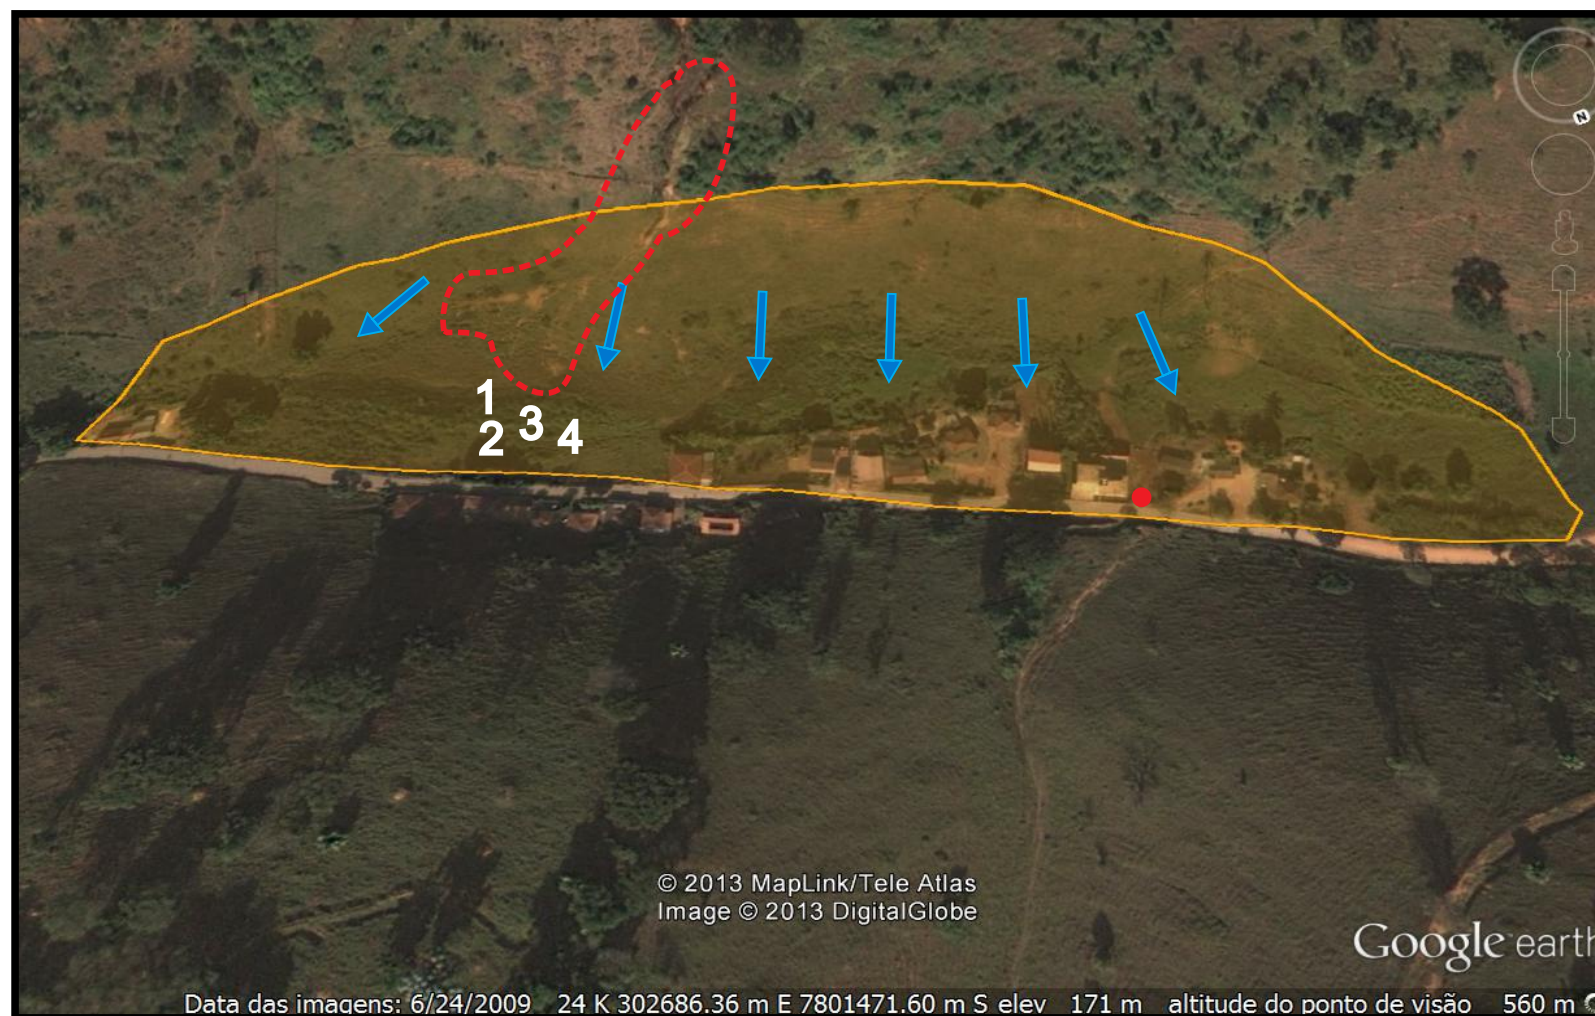 N
1
2 3 4
© 2013 MapLink/Tele Atlas
Image © 2013 DigitalGlobe
Google earth
Data das imagens: 6/24/2009 24 K 302686.36 m E 7801471.60 m S elev 171 m altitude do ponto de visão 560 m